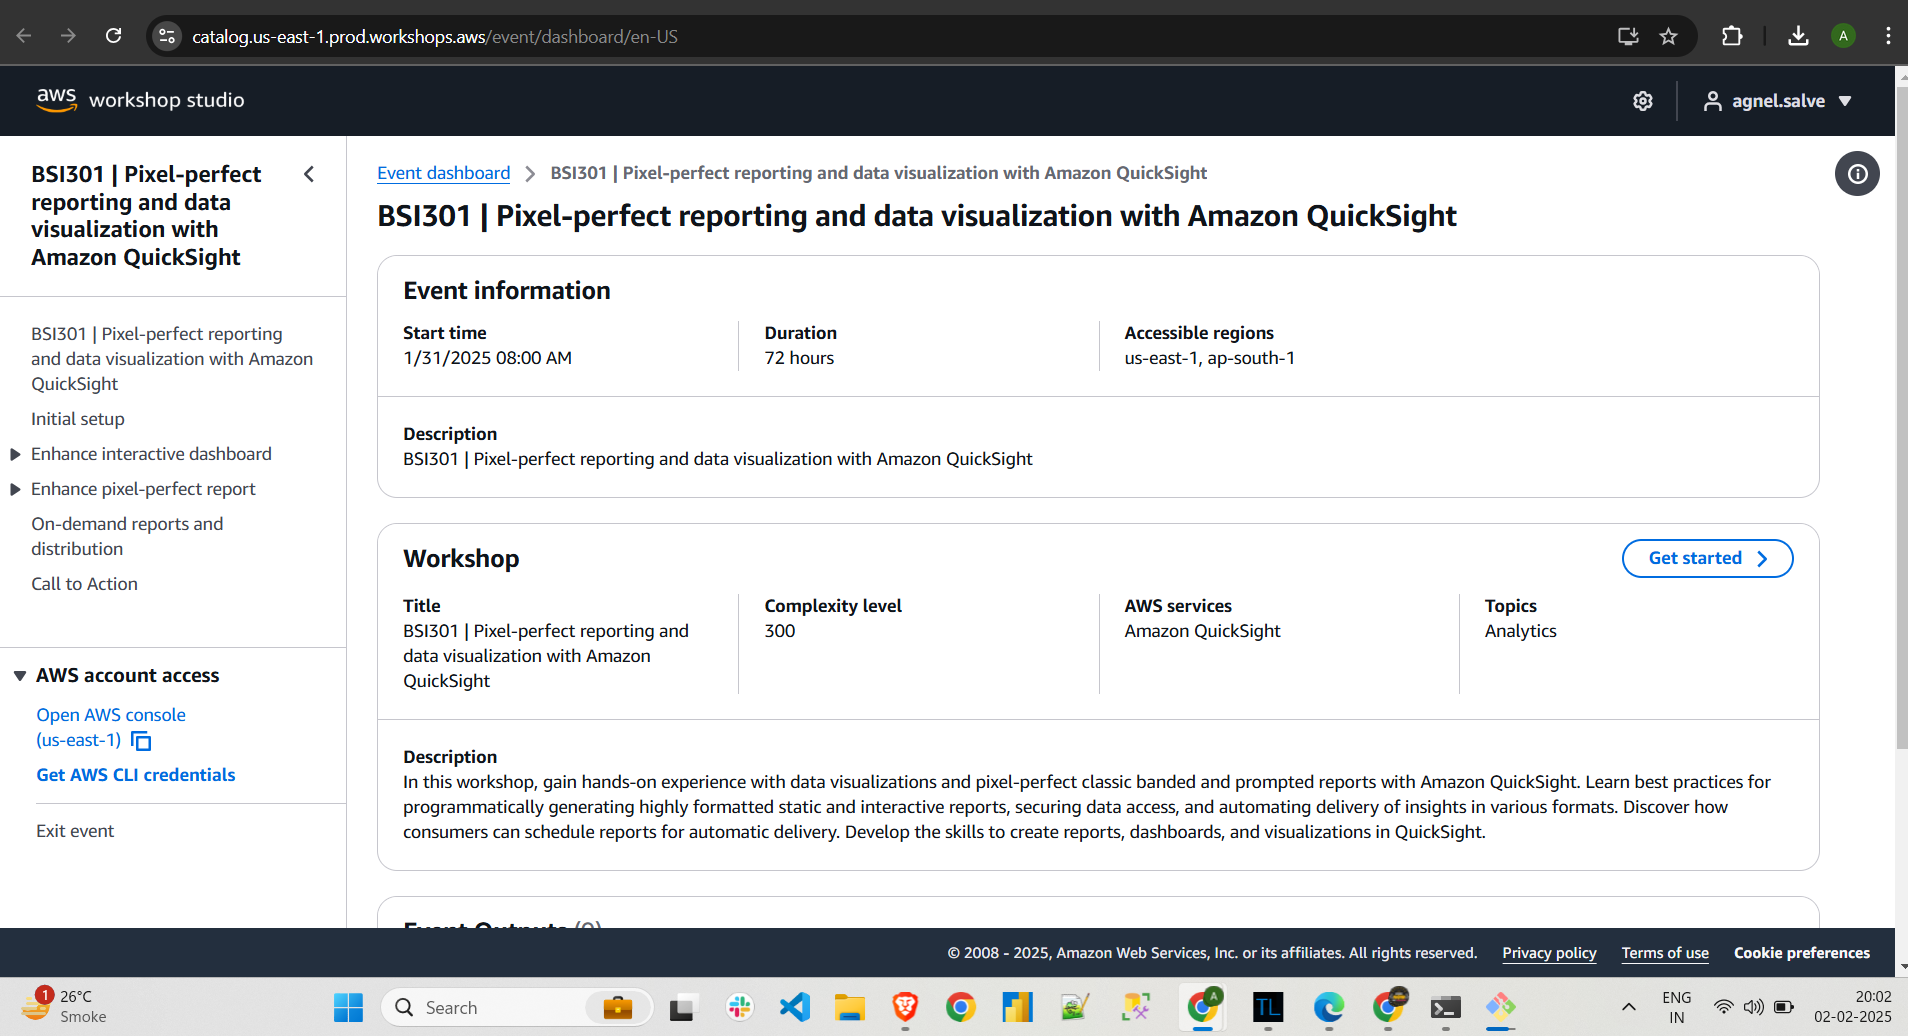 catalog.us-east-1.prod.workshops.aws/event/dashboard/en-US
A
aws workshop studio
agnel.salve
BSI301 | Pixel-perfect
reporting and data
visualization with
Amazon QuickSight
BSI301 | Pixel-perfect reporting
and data visualization with Amazon
QuickSight
Initial setup
Enhance interactive dashboard
Enhance pixel-perfect report
On-demand reports and
distribution
Call to Action
AWS account access
Open AWS console
(us-east-1)
Get AWS CLI credentials
Exit event
Event dashboard > BSI301 | Pixel-perfect reporting and data visualization with Amazon QuickSight
BSI301 | Pixel-perfect reporting and data visualization with Amazon QuickSight
Event information
Start time
1/31/2025 08:00 AM
Duration
72 hours
Accessible regions
us-east-1, ap-south-1
Description
BSI301 | Pixel-perfect reporting and data visualization with Amazon QuickSight
Workshop
Get started
Title
BSI301 | Pixel-perfect reporting and
data visualization with Amazon
QuickSight
Complexity level
300
AWS services
Amazon QuickSight
Topics
Analytics
Description
In this workshop, gain hands-on experience with data visualizations and pixel-perfect classic banded and prompted reports with Amazon QuickSight. Learn best practices for
programmatically generating highly formatted static and interactive reports, securing data access, and automating delivery of insights in various formats. Discover how
consumers can schedule reports for automatic delivery. Develop the skills to create reports, dashboards, and visualizations in QuickSight.
Event Outputs (0)
© 2008 - 2025, Amazon Web Services, Inc. or its affiliates. All rights reserved. Privacy policy Terms of use Cookie preferences
1
26°C
Smoke
Search
A
TL
ENG
IN
20:02
02-02-2025